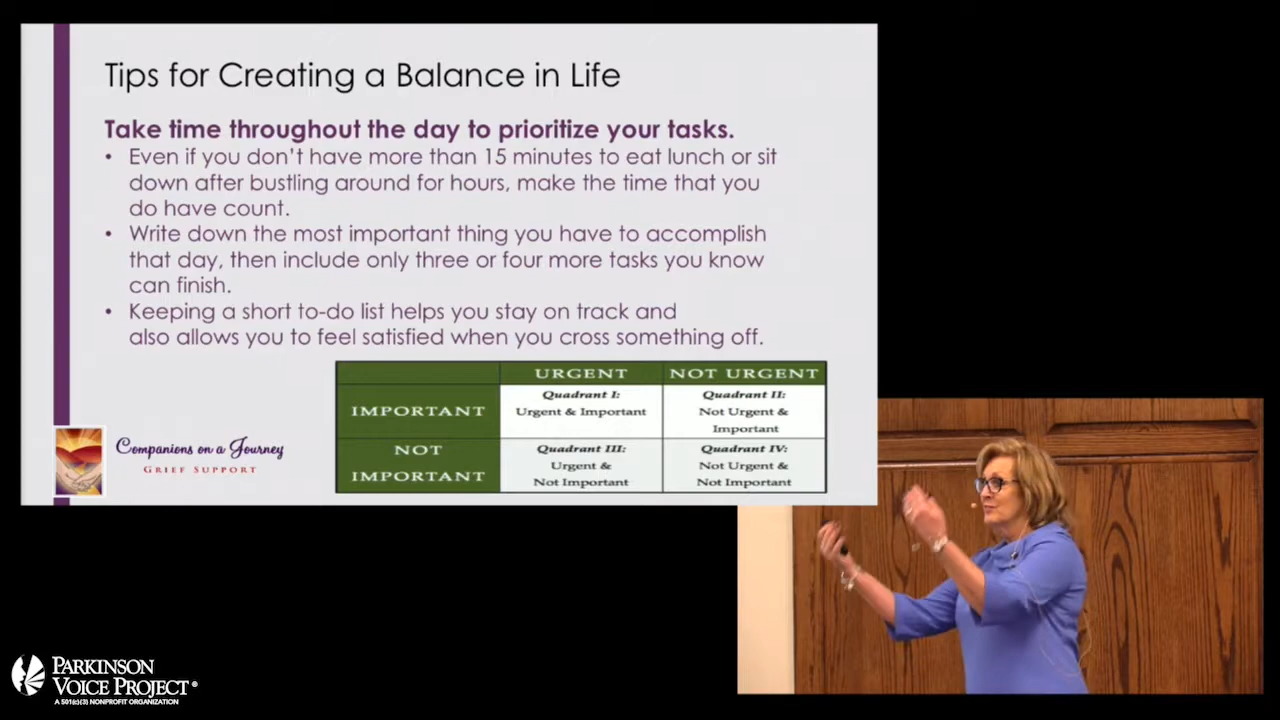 Tips for Creating a Balance in Life
Take time throughout the day to prioritize your tasks.
• Even if you don't have more than 15 minutes to eat lunch or sit
down after bustling around for hours, make the time that you
do have count.
• Write down the most important thing you have to accomplish
that day, then include only three or four more tasks you know
can finish.
• Keeping a short to-do list helps you stay on track and
also allows you to feel satisfied when you cross something off.
URGENT NOT URGENT
IMPORTANT
Quadrant I:
Urgent & Important
Quadrant II:
Not Urgent &
Important
NOT
IMPORTANT
Quadrant III:
Urgent &
Not Important
Quadrant IV:
Not Urgent &
Not Important
Companions on a Journey
GRIEF SUPPORT
PARKINSON
VOICE PROJECT®
A 501(c)(3) NONPROFIT ORGANIZATION